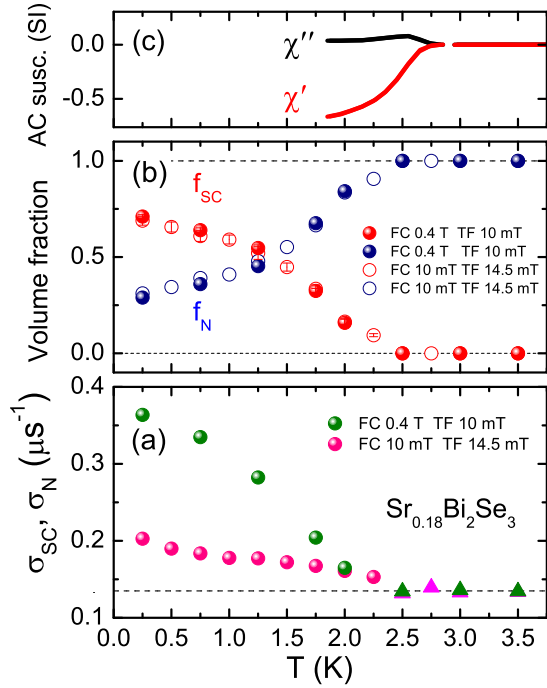 (c)
AC susc. (SI)
0.0
-0.5
χ''
χ'
(b)
Volume fraction
1.0
0.5
0.0
f_SC
f_N
FC 0.4 T TF 10 mT
FC 0.4 T TF 10 mT
FC 10 mT TF 14.5 mT
FC 10 mT TF 14.5 mT
(a)
σ_SC, σ_N (μs⁻¹)
0.4
0.3
0.2
0.1
FC 0.4 T TF 10 mT
FC 10 mT TF 14.5 mT
Sr₀.₁₈Bi₂Se₃
0.0 0.5 1.0 1.5 2.0 2.5 3.0 3.5
T (K)